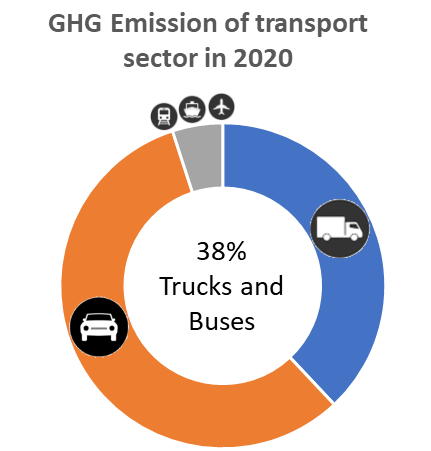 GHG Emission of transport
sector in 2020
38%
Trucks and
Buses